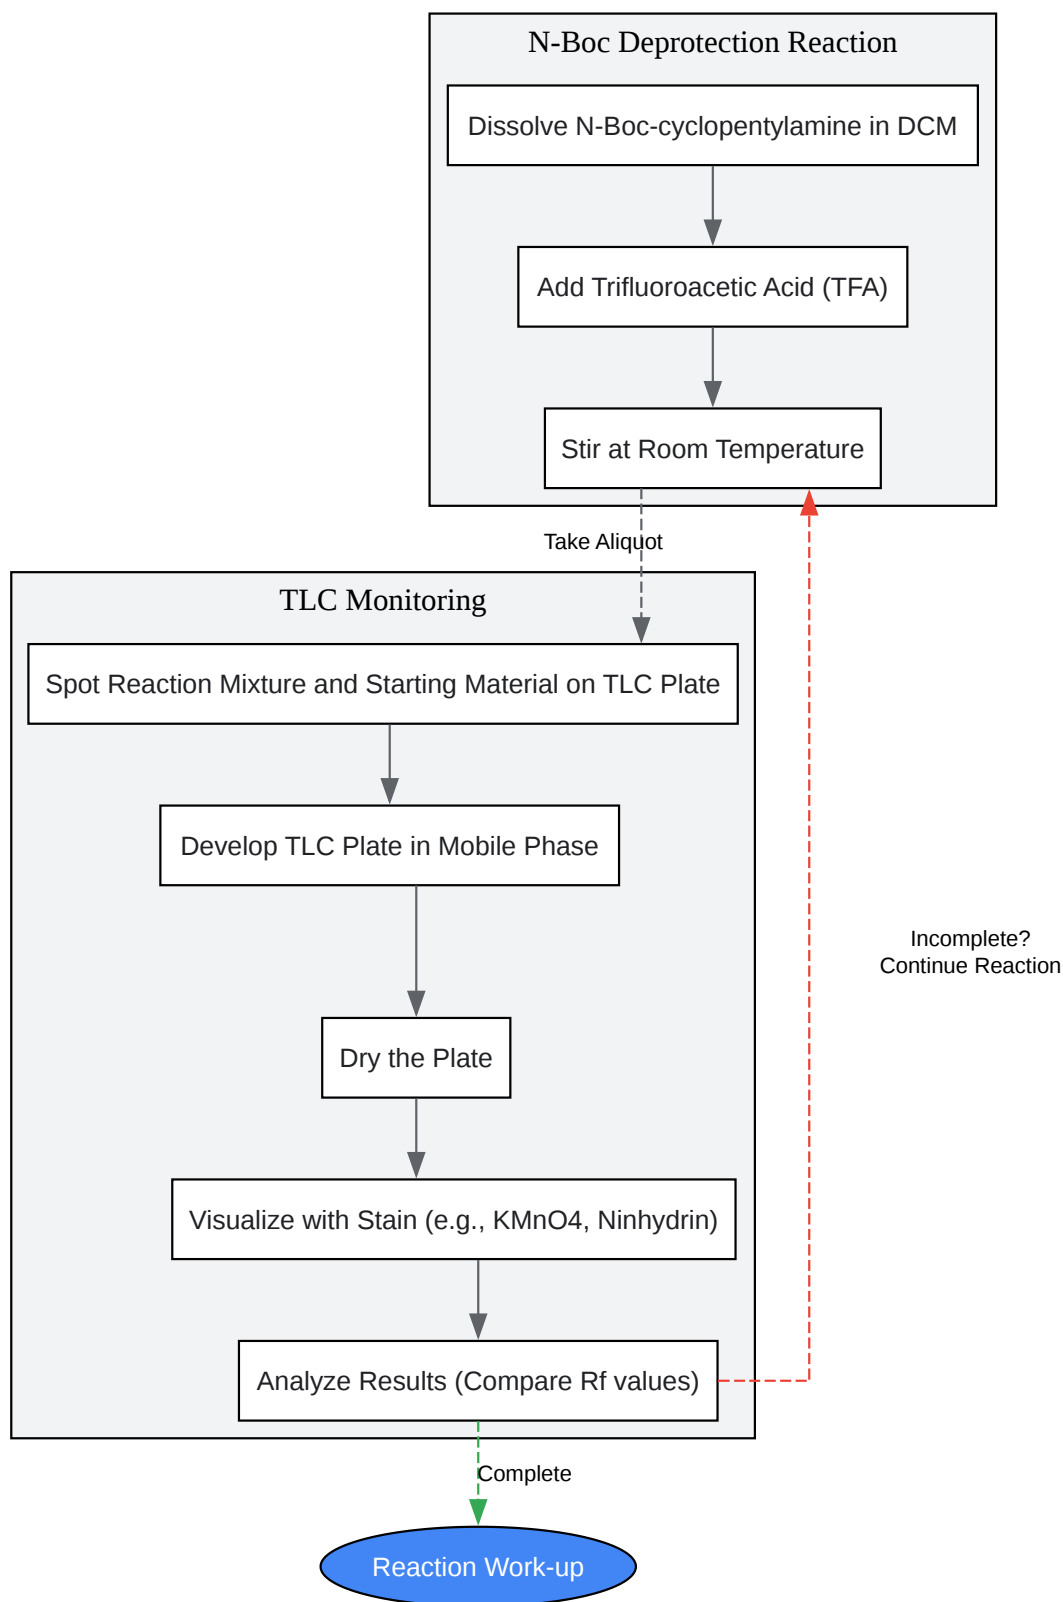 N-Boc Deprotection Reaction
Dissolve N-Boc-cyclopentylamine in DCM
Add Trifluoroacetic Acid (TFA)
Stir at Room Temperature
Take Aliquot
TLC Monitoring
Spot Reaction Mixture and Starting Material on TLC Plate
Develop TLC Plate in Mobile Phase
Incomplete?
Continue Reaction
Dry the Plate
Visualize with Stain (e.g., KMnO4, Ninhydrin)
Analyze Results (Compare Rf values)
Complete
Reaction Work-up